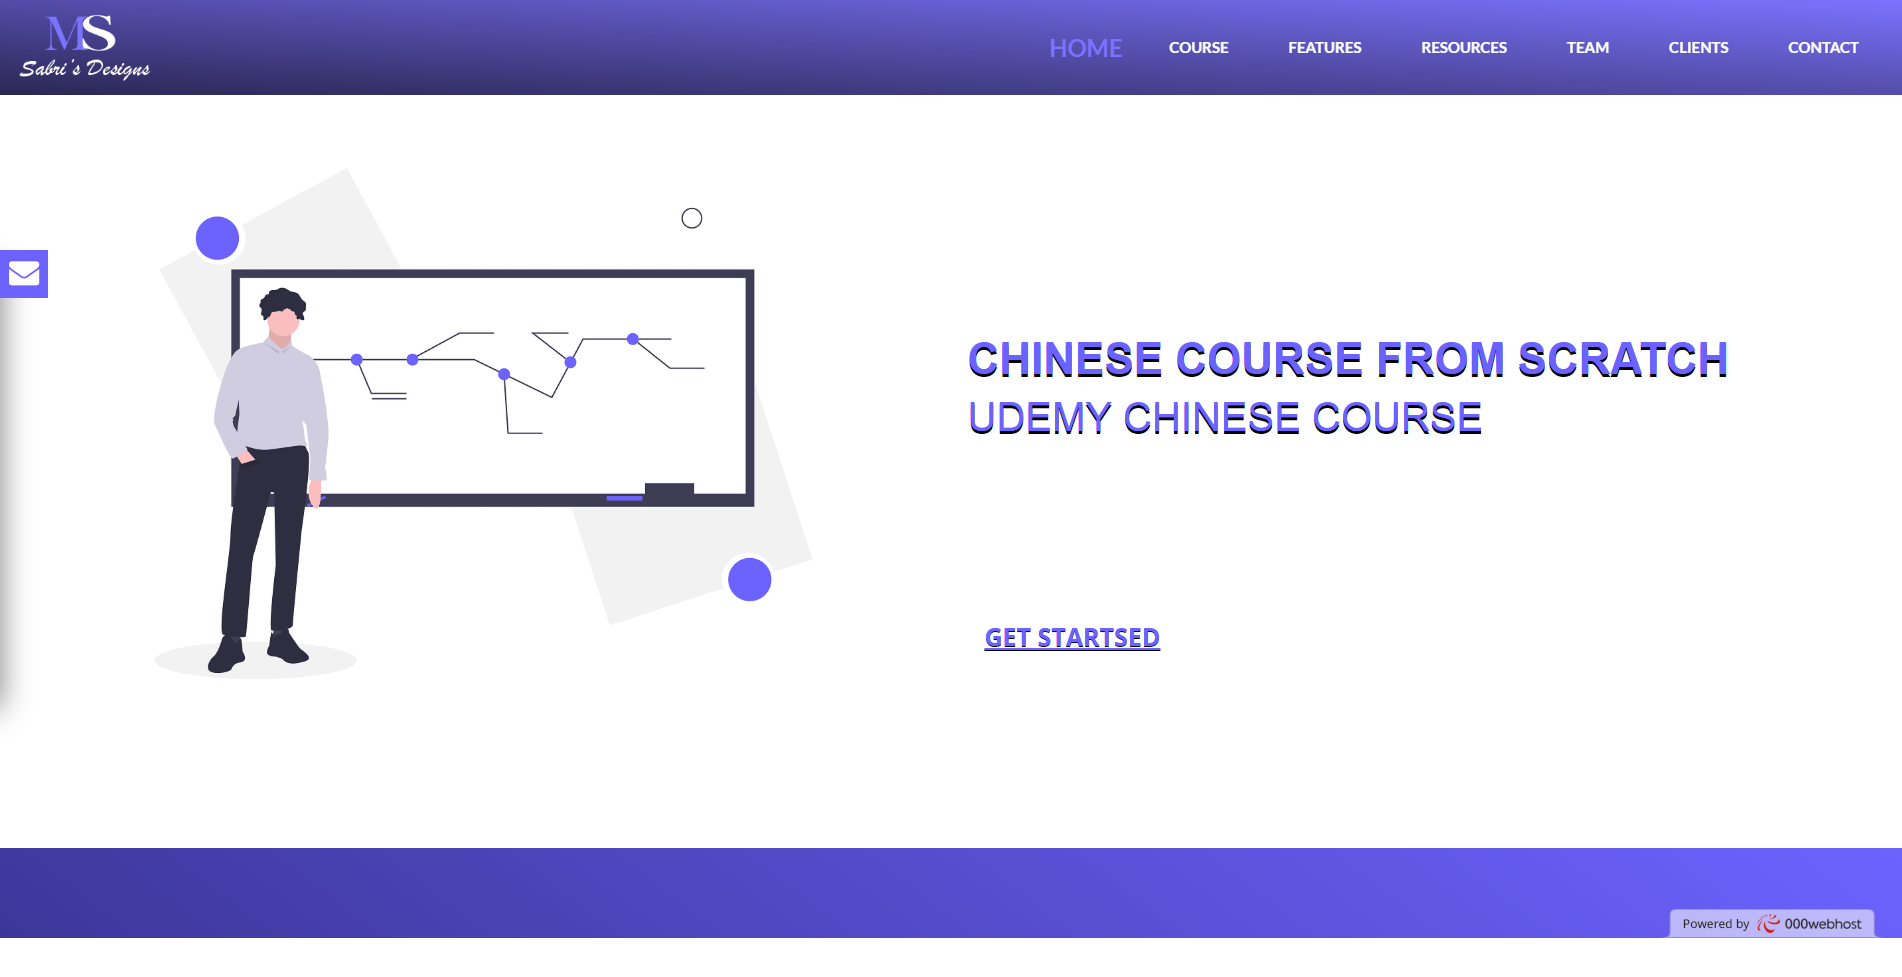 MS
Sabri's Designs
HOME COURSE FEATURES RESOURCES TEAM CLIENTS CONTACT
CHINESE COURSE FROM SCRATCH
UDEMY CHINESE COURSE
GET STARTSED
Powered by 000webhost